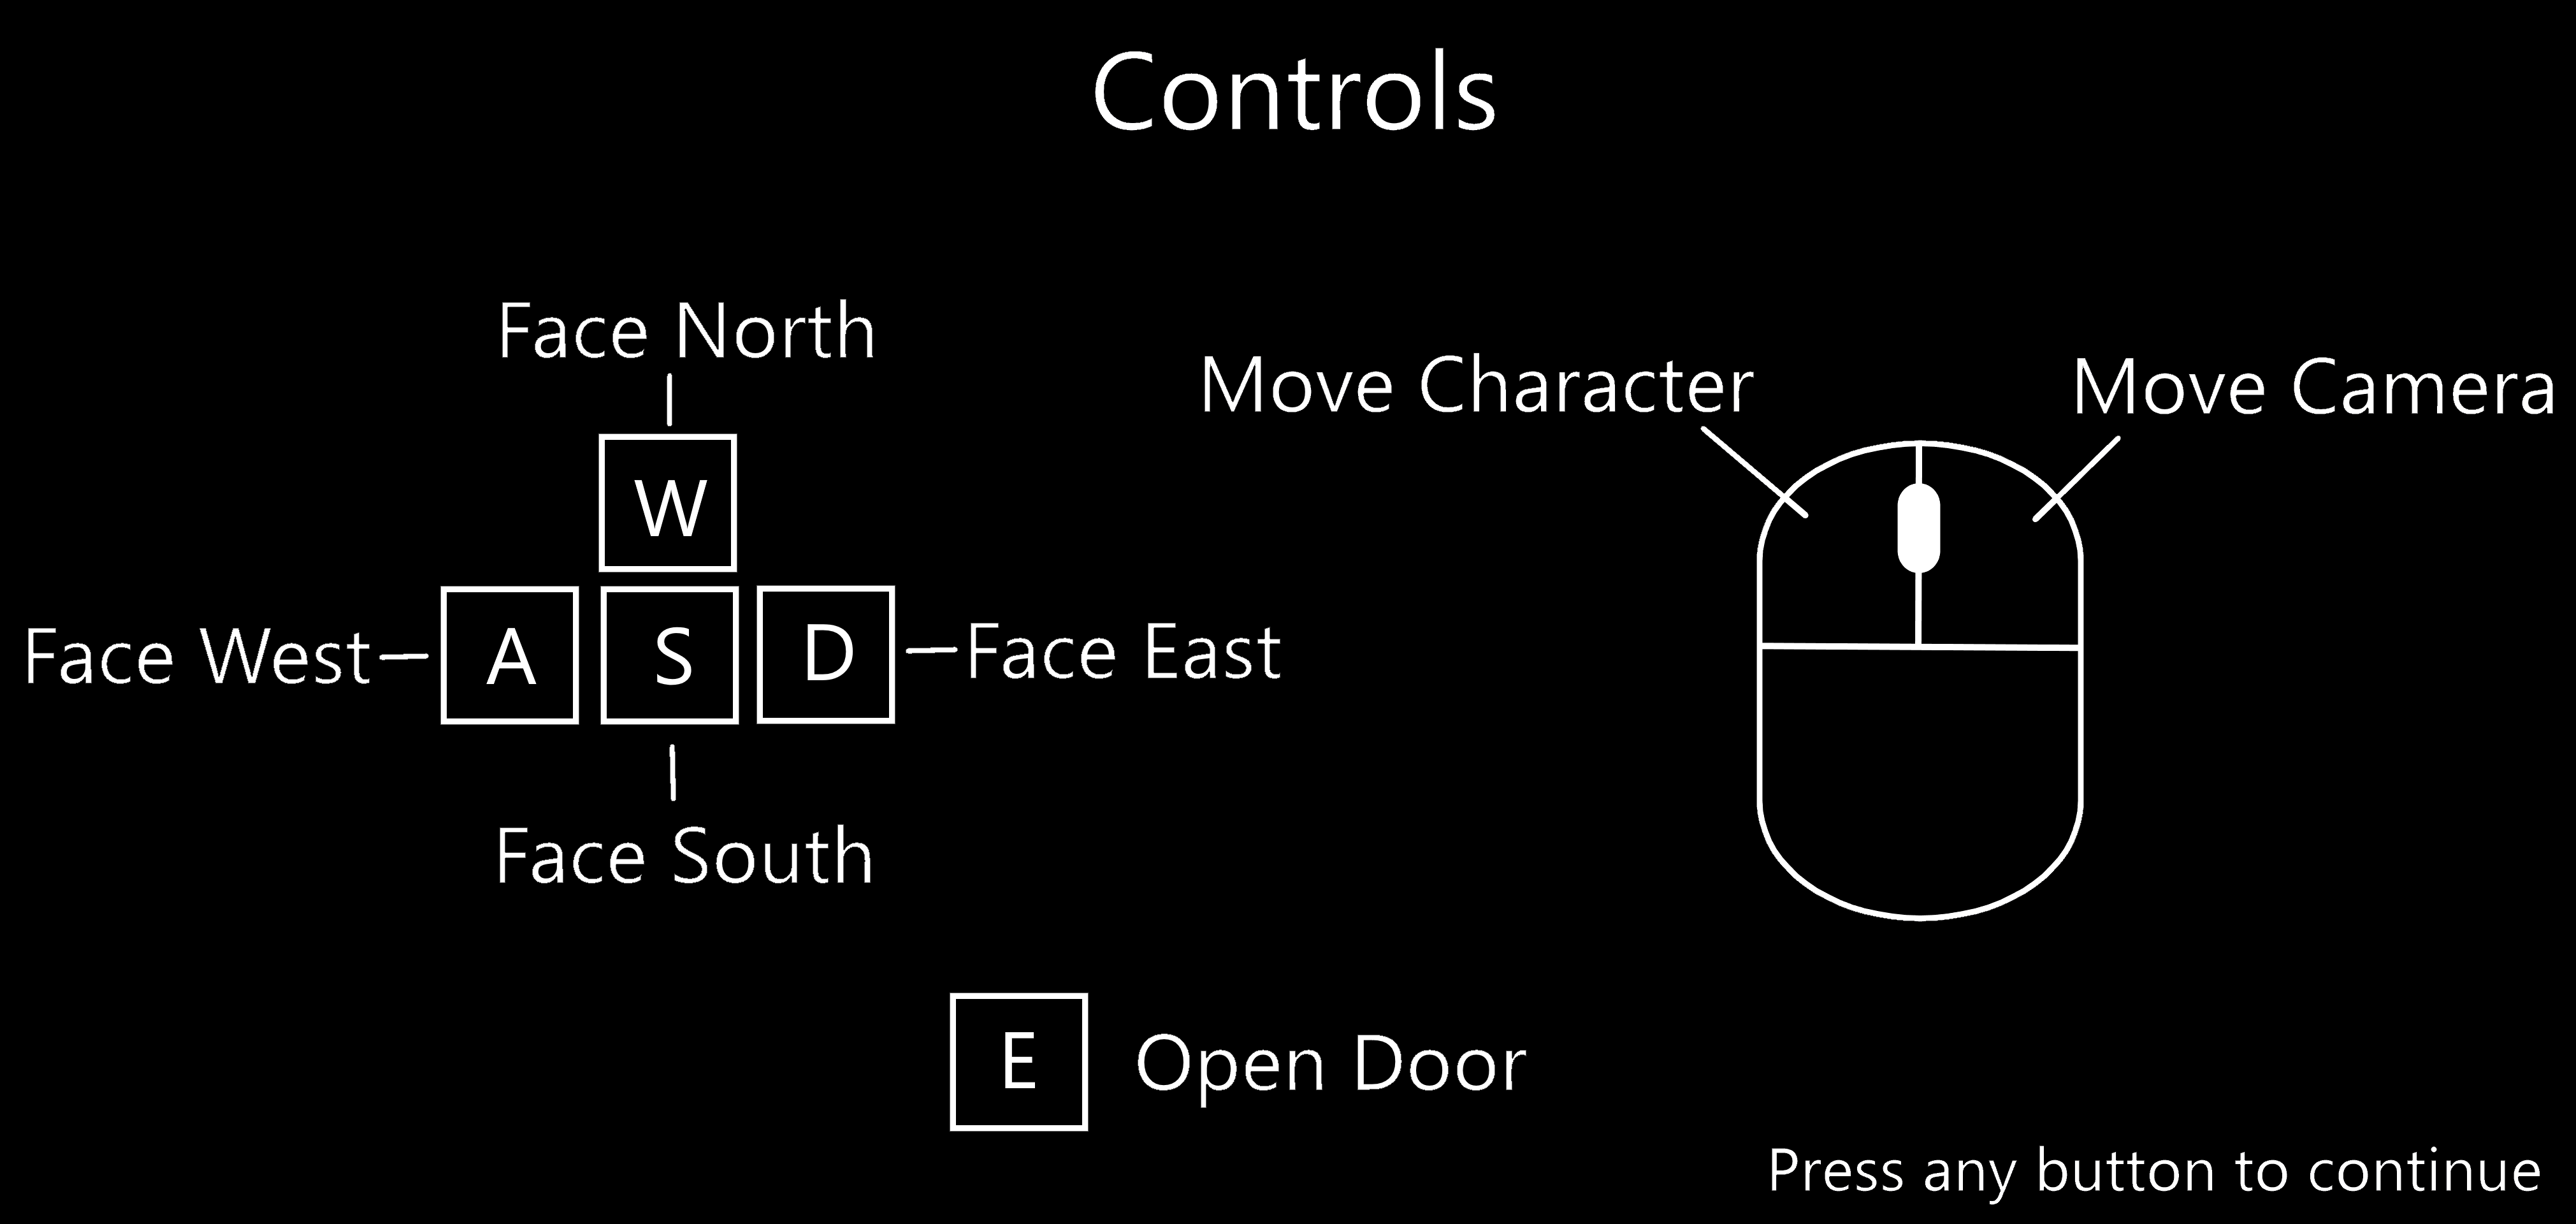 Controls
Face North
W
Face West
A
S
D
Face East
Face South
Move Character
Move Camera
E
Open Door
Press any button to continue